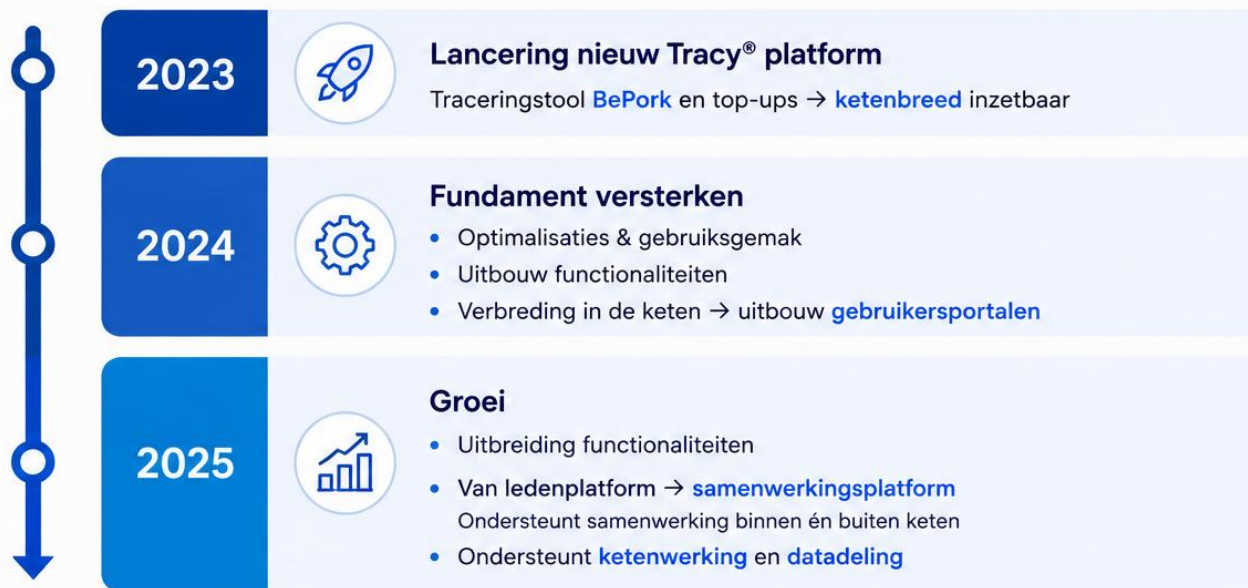 2023
Lancering nieuw Tracy® platform
Traceringstool BePork en top-ups → ketenbreed inzetbaar
2024
Fundament versterken
• Optimalisaties & gebruiksgemak
• Uitbouw functionaliteiten
• Verbreding in de keten → uitbouw gebruikersportalen
2025
Groei
• Uitbreiding functionaliteiten
• Van ledenplatform → samenwerkingsplatform
Ondersteunt samenwerking binnen én buiten keten
• Ondersteunt ketenwerking en datadeling